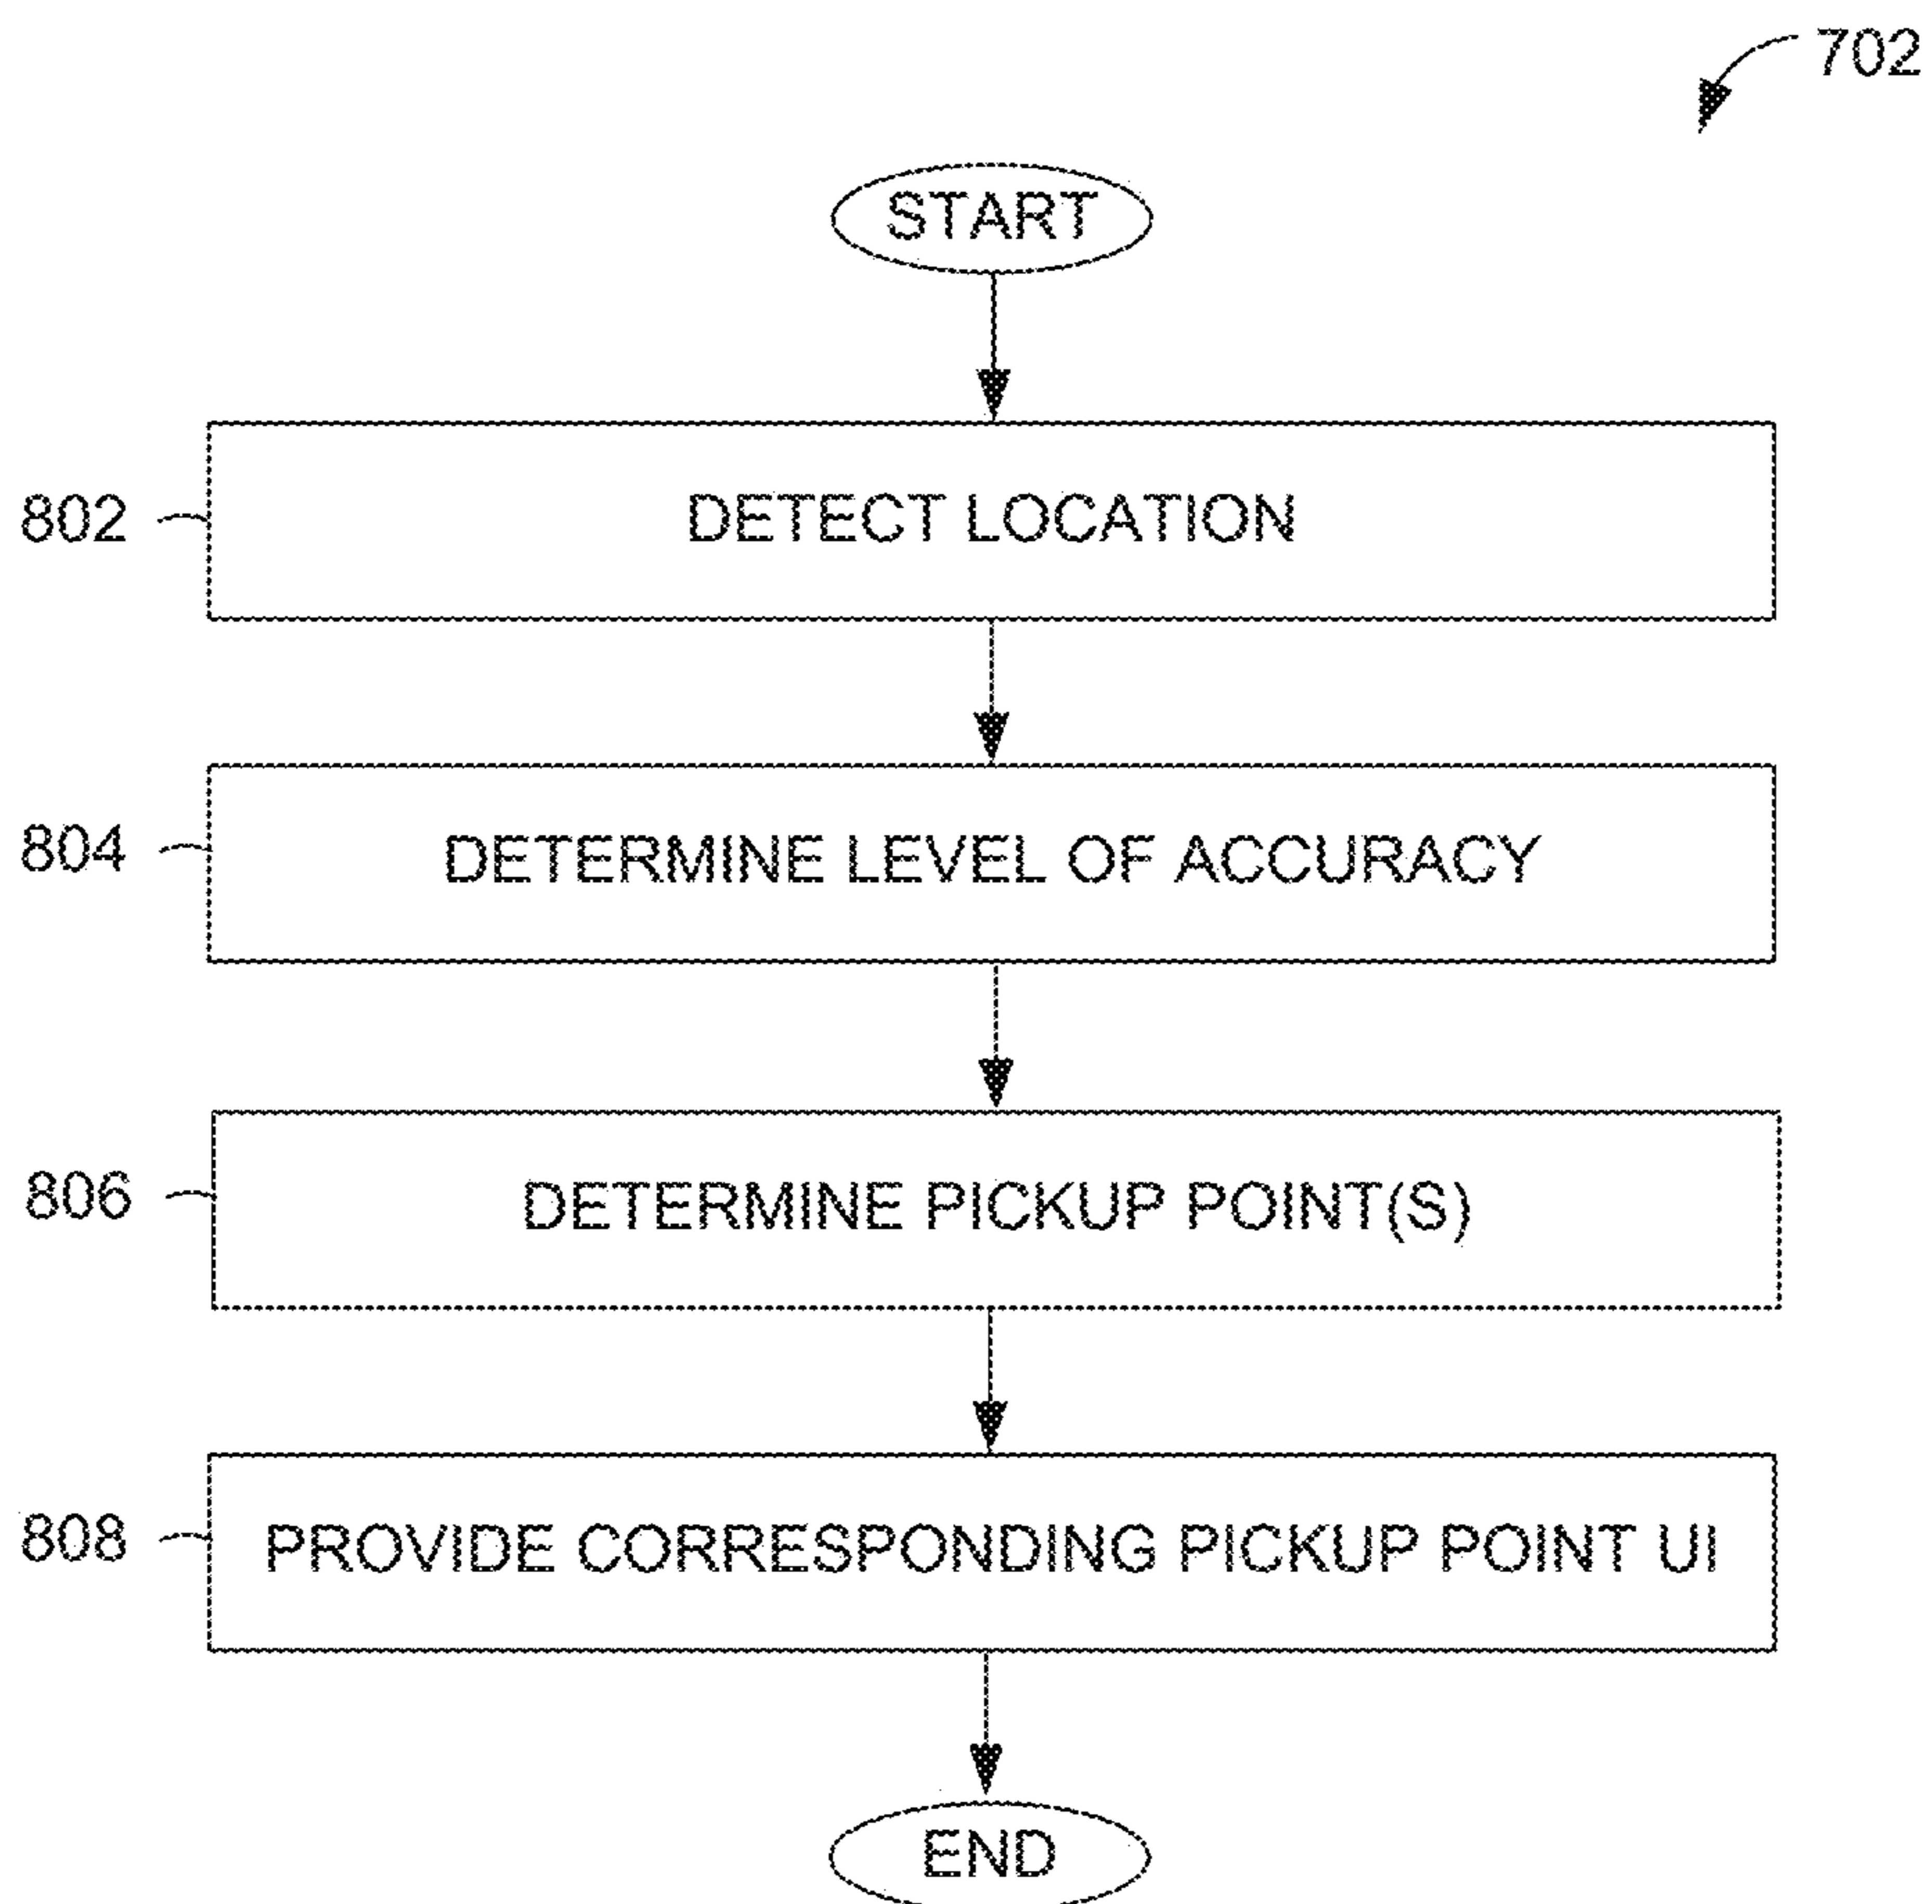 702
START
802
DETECT LOCATION
804
DETERMINE LEVEL OF ACCURACY
806
DETERMINE PICKUP POINT(S)
808
PROVIDE CORRESPONDING PICKUP POINT UI
END